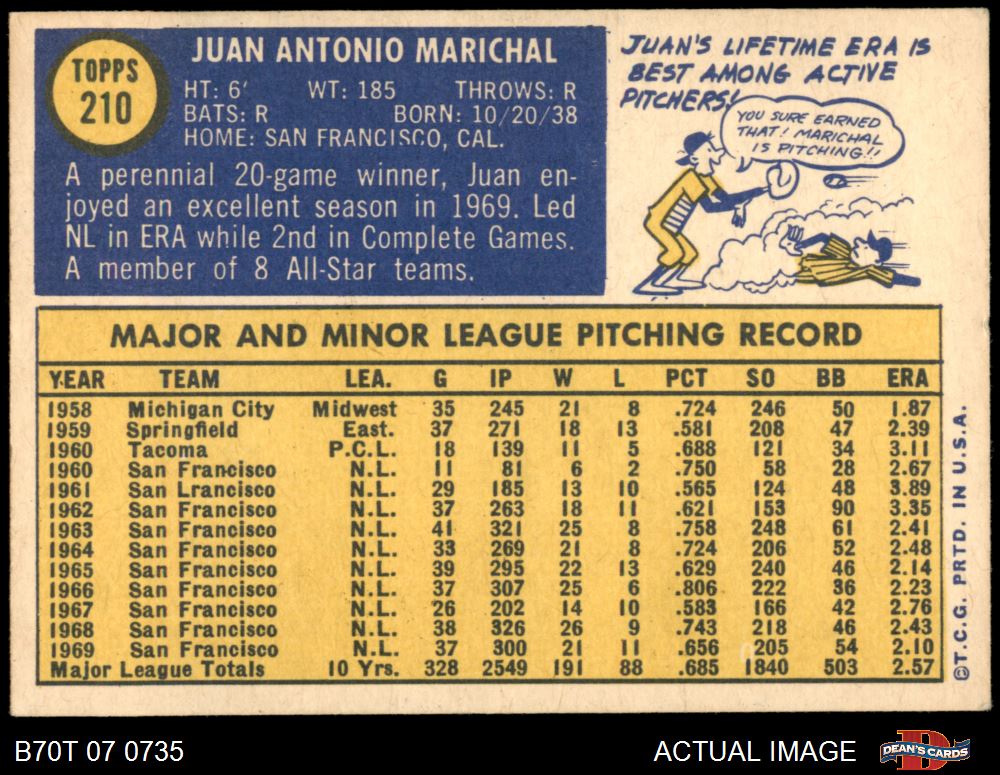 TOPPS
210
JUAN ANTONIO MARICHAL
HT: 6' WT: 185 THROWS: R
BATS: R BORN: 10/20/38
HOME: SAN FRANCISCO, CAL.
A perennial 20-game winner, Juan en-
joyed an excellent season in 1969. Led
NL in ERA while 2nd in Complete Games.
A member of 8 All-Star teams.
JUAN'S LIFETIME ERA IS
BEST AMONG ACTIVE
PITCHERS!
YOU SURE EARNED
THAT! MARICHAL
IS PITCHING!!
MAJOR AND MINOR LEAGUE PITCHING RECORD
YEAR TEAM LEA. G IP W L PCT SO BB ERA
1958 Michigan City Midwest 35 245 21 8 .724 246 50 1.87
1959 Springfield East. 37 271 18 13 .581 208 47 2.39
1960 Tacoma P.C.L. 18 139 11 5 .688 121 34 3.11
1960 San Francisco N.L. 11 81 6 2 .750 58 28 2.67
1961 San Lrancisco N.L. 29 185 13 10 .565 124 48 3.89
1962 San Francisco N.L. 37 263 18 11 .621 153 90 3.35
1963 San Francisco N.L. 41 321 25 8 .758 248 61 2.41
1964 San Francisco N.L. 33 269 21 8 .724 206 52 2.48
1965 San Francisco N.L. 39 295 22 13 .629 240 46 2.14
1966 San Francisco N.L. 37 307 25 6 .806 222 36 2.23
1967 San Francisco N.L. 26 202 14 10 .583 166 42 2.76
1968 San Francisco N.L. 38 326 26 9 .743 218 46 2.43
1969 San Francisco N.L. 37 300 21 11 .656 205 54 2.10
Major League Totals 10 Yrs. 328 2549 191 88 .685 1840 503 2.57
©T.C.G. PRTD. IN U.S.A.
B70T 07 0735
ACTUAL IMAGE
D
DEAN'S CARDS